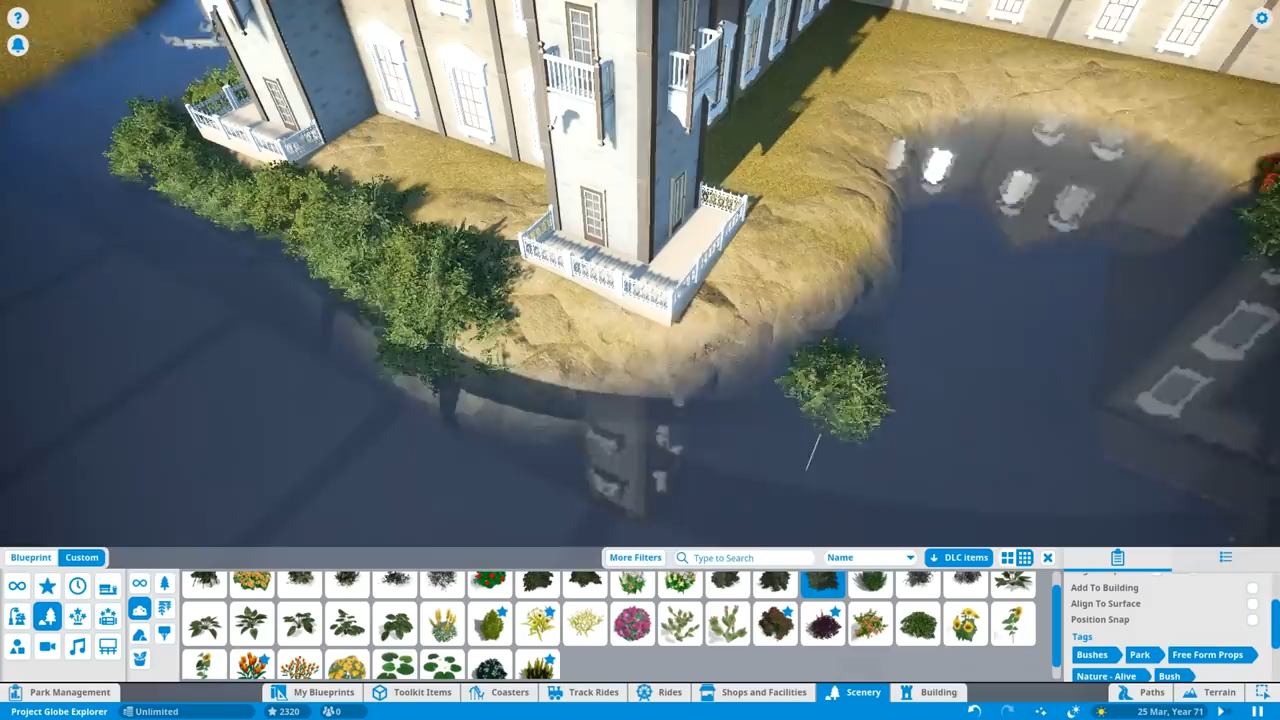 ?
Blueprint Custom
More Filters Type to Search Name DLC items
Add To Building
Align To Surface
Position Snap
Tags
Bushes Park Free Form Props
Nature - Alive Bush
Park Management My Blueprints Toolkit Items Coasters Track Rides Rides Shops and Facilities Scenery Building Paths Terrain
Project Globe Explorer Unlimited 2320 0 25 Mar, Year 71